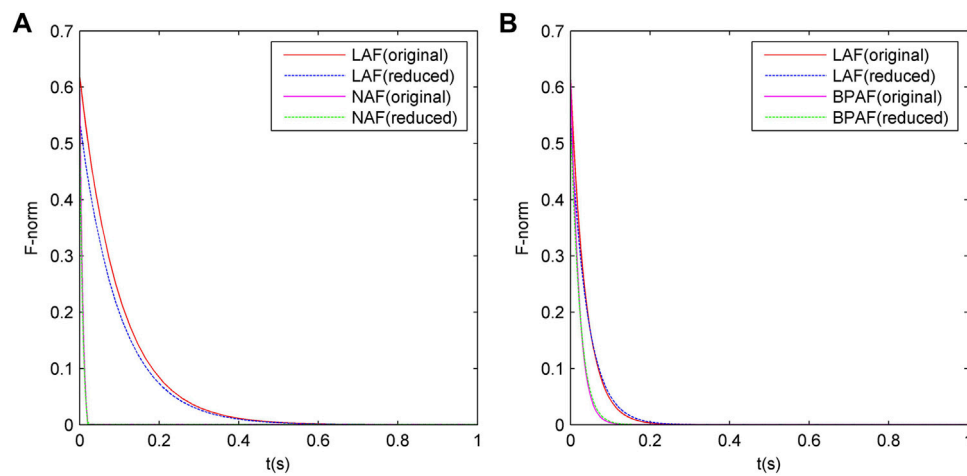 A
B
0.7
0.6
0.5
0.4
0.3
0.2
0.1
0
F-norm
LAF(original)
LAF(reduced)
NAF(original)
NAF(reduced)
0
0.2
0.4
0.6
0.8
1
t(s)
0.7
0.6
0.5
0.4
0.3
0.2
0.1
0
F-norm
LAF(original)
LAF(reduced)
BPAF(original)
BPAF(reduced)
0
0.2
0.4
0.6
0.8
1
t(s)